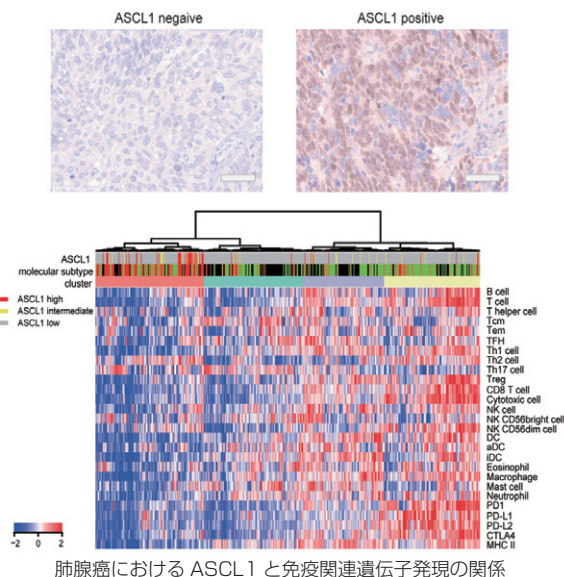 ASCL1 negaive
ASCL1 positive
ASCL1
molecular subtype
cluster
ASCL1 high
ASCL1 intermediate
ASCL1 low
B cell
T cell
T helper cell
Tcm
Tem
TFH
Th1 cell
Th2 cell
Th17 cell
Treg
CD8 T cell
Cytotoxic cell
NK cell
NK CD56bright cell
NK CD56dim cell
DC
aDC
iDC
Eosinophil
Macrophage
Mast cell
Neutrophil
PD1
PD-L1
PD-L2
CTLA4
MHC II
-2 0 2
肺腺癌における ASCL1 と免疫関連遺伝子発現の関係